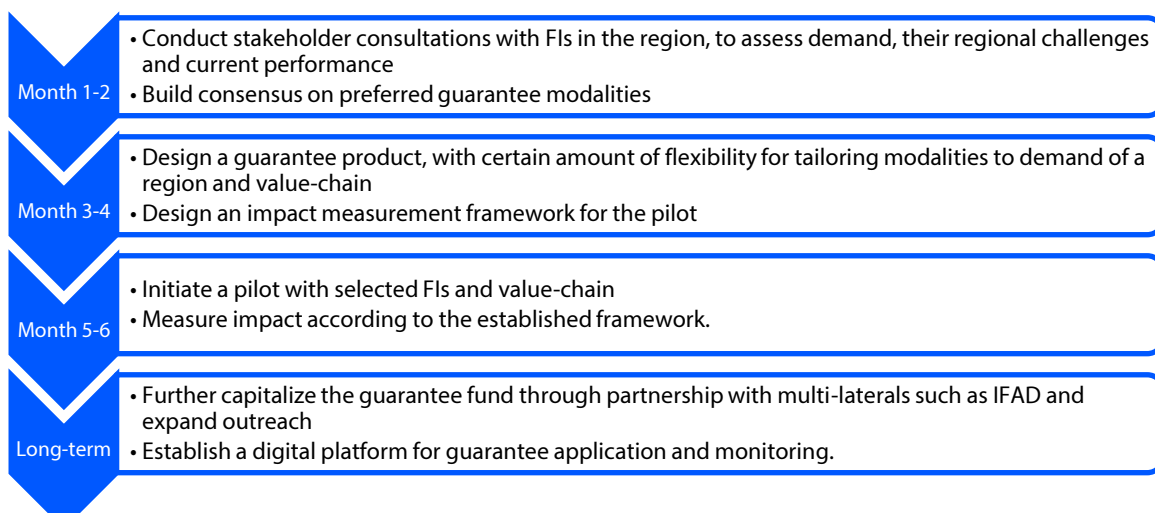 Month 1-2
• Conduct stakeholder consultations with FIs in the region, to assess demand, their regional challenges
and current performance
• Build consensus on preferred guarantee modalities
Month 3-4
• Design a guarantee product, with certain amount of flexibility for tailoring modalities to demand of a
region and value-chain
• Design an impact measurement framework for the pilot
Month 5-6
• Initiate a pilot with selected FIs and value-chain
• Measure impact according to the established framework.
Long-term
• Further capitalize the guarantee fund through partnership with multi-laterals such as IFAD and
expand outreach
• Establish a digital platform for guarantee application and monitoring.